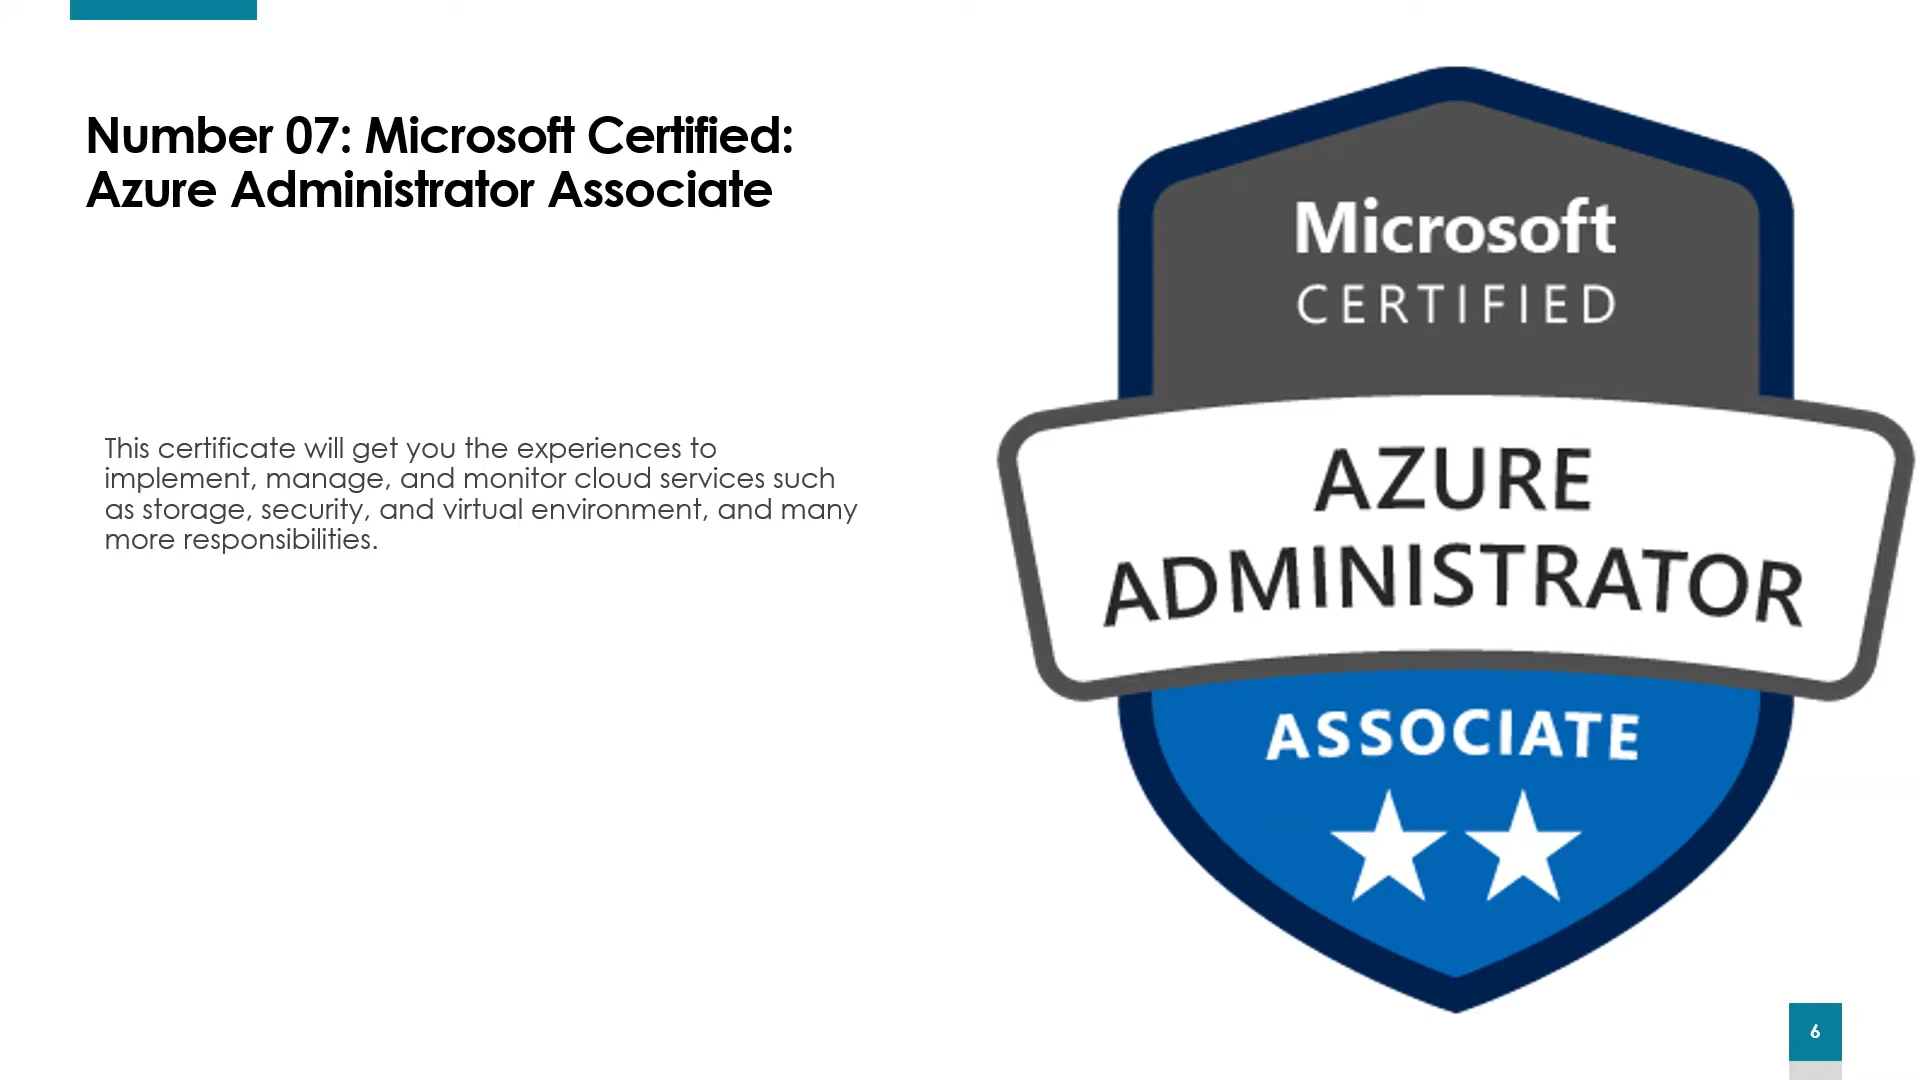 Number 07: Microsoft Certified:
Azure Administrator Associate
This certificate will get you the experiences to
implement, manage, and monitor cloud services such
as storage, security, and virtual environment, and many
more responsibilities.
Microsoft
CERTIFIED
AZURE
ADMINISTRATOR
ASSOCIATE
6